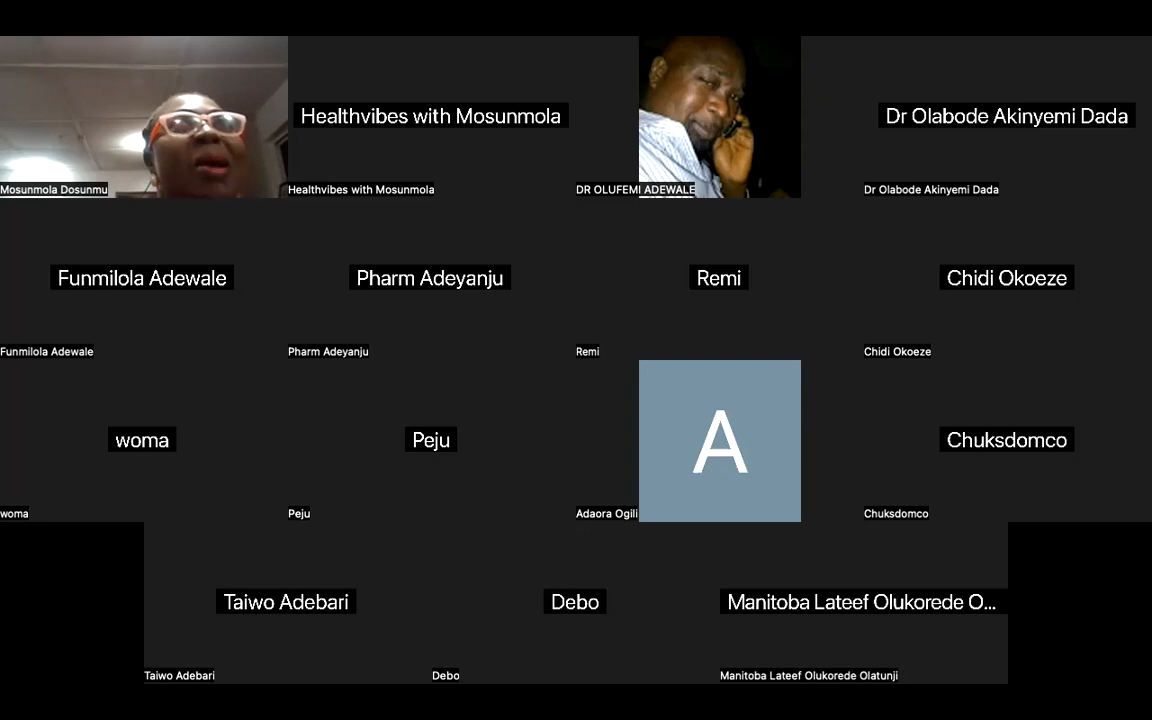 Mosunmola Dosunmu
Healthvibes with Mosunmola
Healthvibes with Mosunmola
DR OLUFEMI ADEWALE
Dr Olabode Akinyemi Dada
Dr Olabode Akinyemi Dada
Funmilola Adewale
Funmilola Adewale
Pharm Adeyanju
Pharm Adeyanju
Remi
Remi
Chidi Okoeze
Chidi Okoeze
woma
woma
Peju
Peju
A
Adaora Ogili
Chuksdomco
Chuksdomco
Taiwo Adebari
Taiwo Adebari
Debo
Debo
Manitoba Lateef Olukorede O...
Manitoba Lateef Olukorede Olatunji